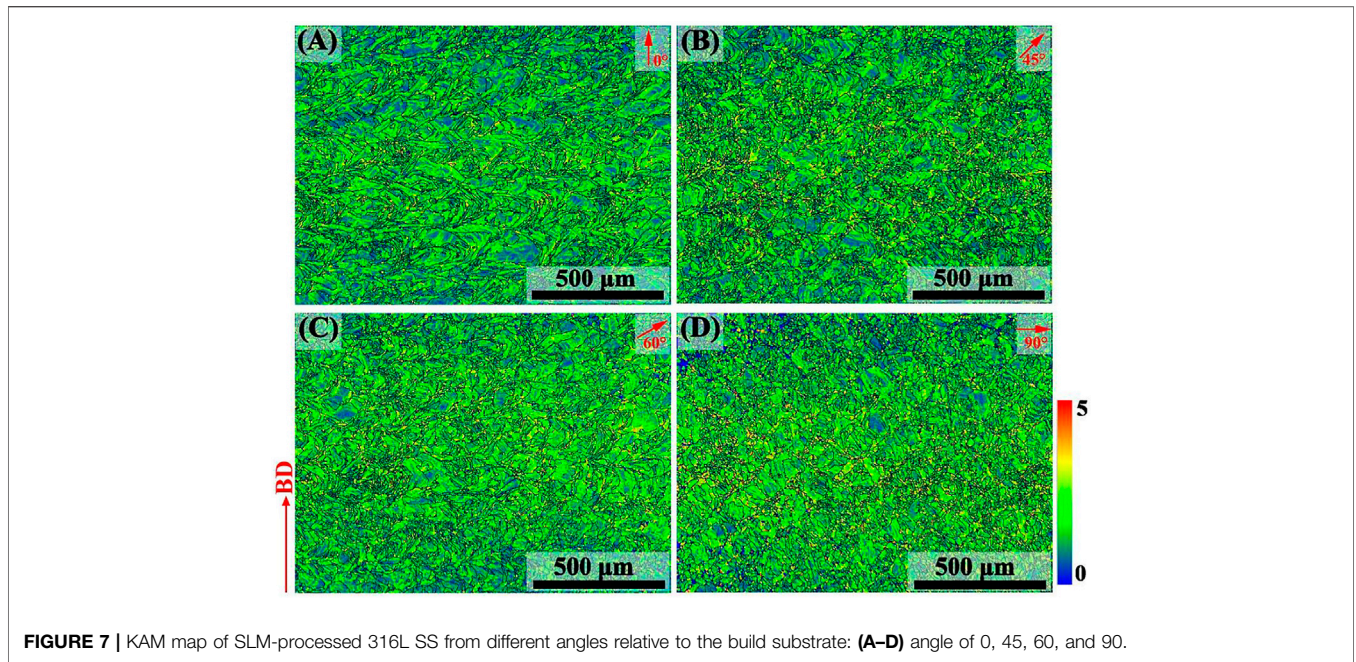 (A)
0°
(B)
45°
500 μm
500 μm
(C)
60°
(D)
90°
BD
5
0
500 μm
500 μm
FIGURE 7 | KAM map of SLM-processed 316L SS from different angles relative to the build substrate: (A–D) angle of 0, 45, 60, and 90.